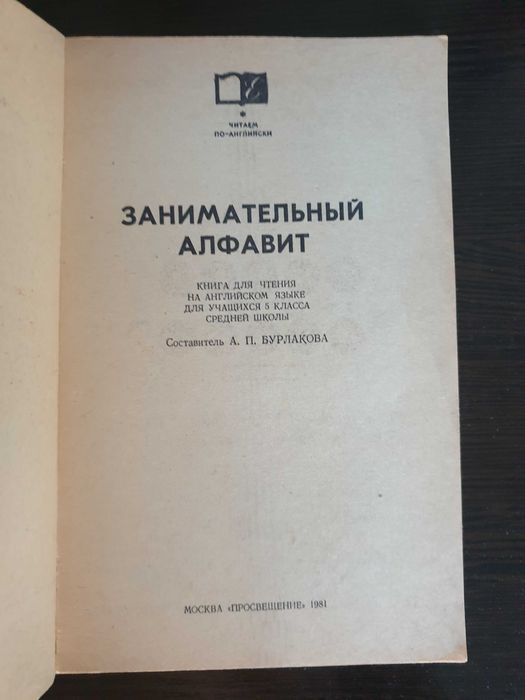 ЧИТАЕМ
ПО-АНГЛИЙСКИ
ЗАНИМАТЕЛЬНЫЙ
АЛФАВИТ
КНИГА ДЛЯ ЧТЕНИЯ
НА АНГЛИЙСКОМ ЯЗЫКЕ
ДЛЯ УЧАЩИХСЯ 5 КЛАССА
СРЕДНЕЙ ШКОЛЫ
Составитель А. П. БУРЛАКОВА
МОСКВА «ПРОСВЕЩЕНИЕ» 1981